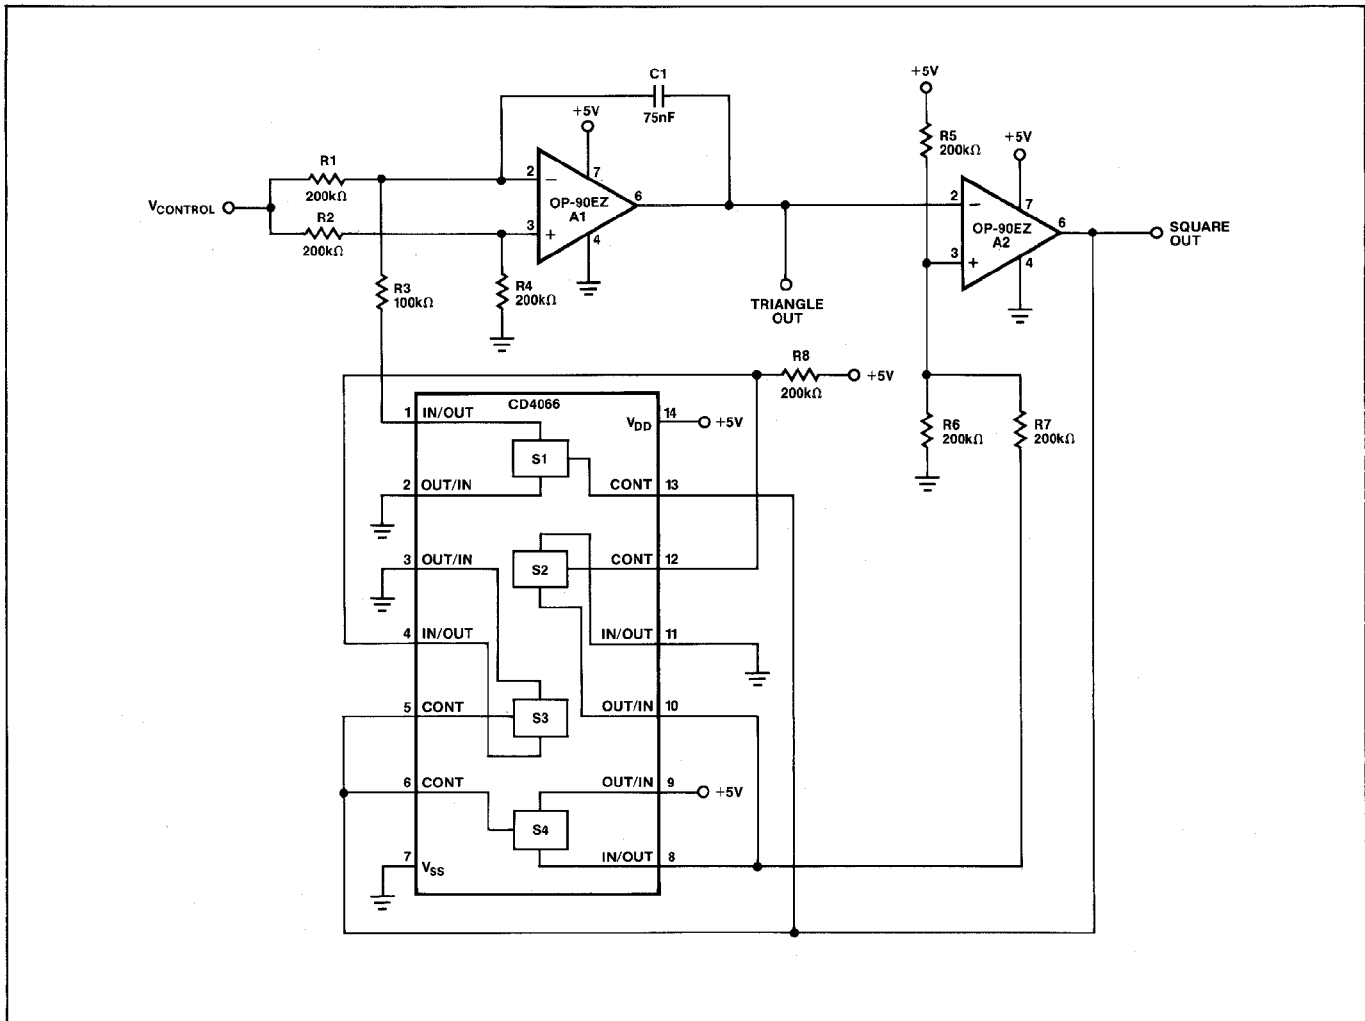 C1
75nF
+5V
R1
200kΩ
VCONTROL
R2
200kΩ
2
−
7
OP-90EZ
A1
6
3
+
4
R3
100kΩ
R4
200kΩ
TRIANGLE
OUT
+5V
R5
200kΩ
+5V
2
−
7
OP-90EZ
A2
6
3
+
4
SQUARE
OUT
R8
200kΩ
+5V
R6
200kΩ
R7
200kΩ
CD4066
1 IN/OUT
VDD 14 +5V
S1
2 OUT/IN
CONT 13
3 OUT/IN
S2
CONT 12
4 IN/OUT
IN/OUT 11
5 CONT
S3
OUT/IN 10
6 CONT
OUT/IN 9 +5V
S4
7 VSS
IN/OUT 8